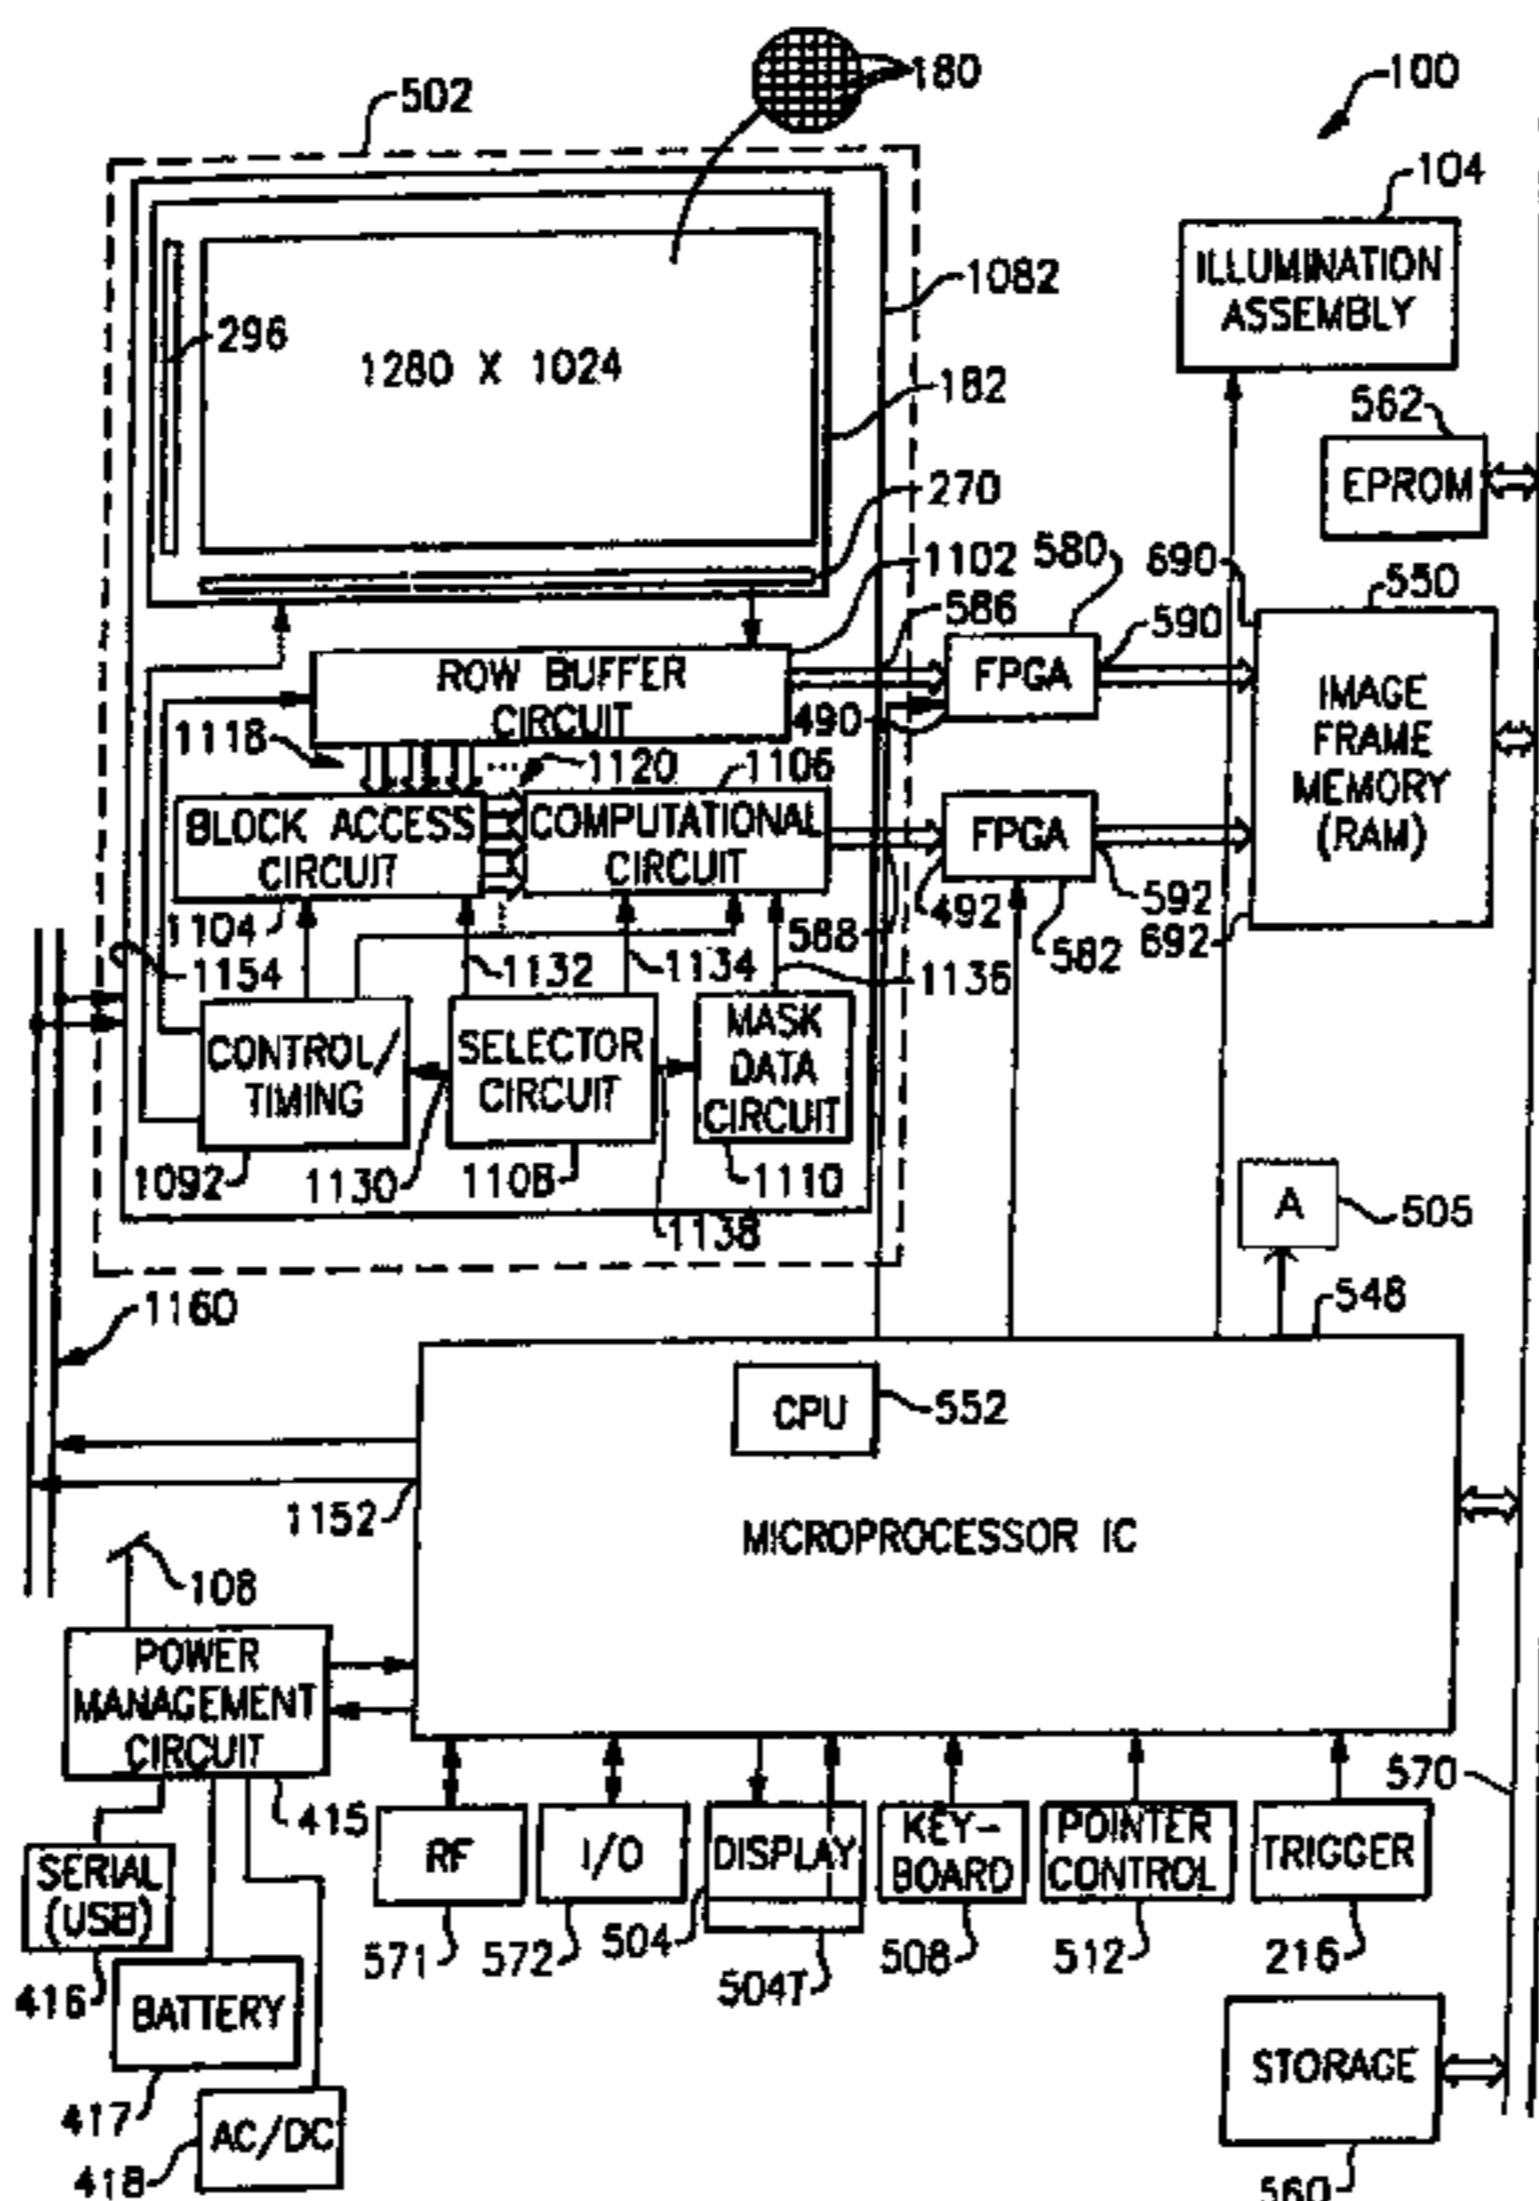 180
100
502
104
ILLUMINATION
ASSEMBLY
1082
296
1280 X 1024
182
562
EPROM
270
1102
580
690
550
586
590
ROW BUFFER
CIRCUIT
FPGA
IMAGE
FRAME
MEMORY
(RAM)
490
1118
...
1120
1106
BLOCK ACCESS
CIRCUIT
COMPUTATIONAL
CIRCUIT
FPGA
592
492
588
582
692
1104
1154
1132
1134
1136
CONTROL/
TIMING
SELECTOR
CIRCUIT
MASK
DATA
CIRCUIT
1092
1130
1108
1110
1138
A
505
1160
548
CPU
552
1152
MICROPROCESSOR IC
108
POWER
MANAGEMENT
CIRCUIT
415
570
SERIAL
(USB)
RF
I/O
DISPLAY
KEY-
BOARD
POINTER
CONTROL
TRIGGER
416
571
572
504
504T
508
512
216
BATTERY
417
STORAGE
AC/DC
418
560